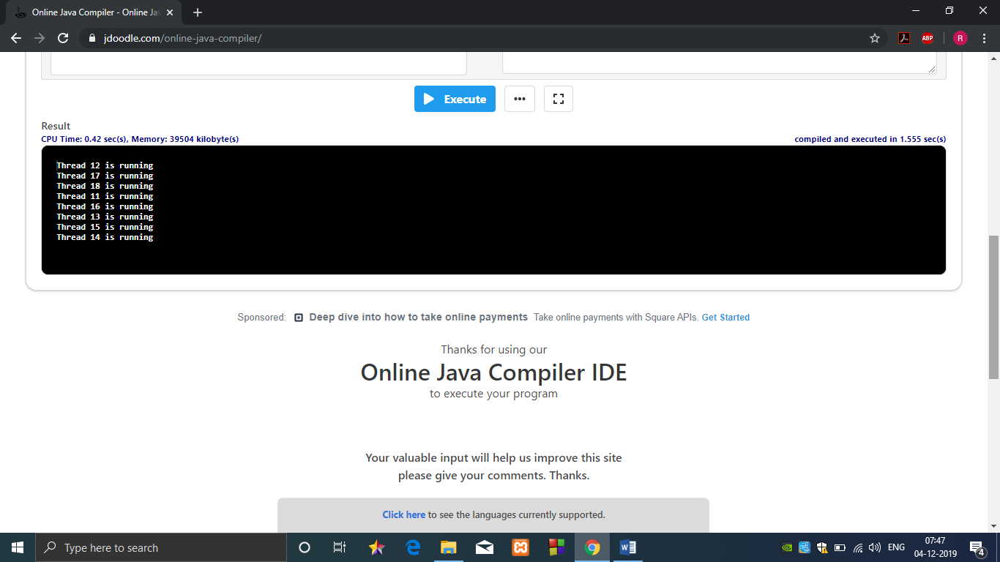 Online Java Compiler - Online Ja
jdoodle.com/online-java-compiler/
ABP
R
Execute
Result
CPU Time: 0.42 sec(s), Memory: 39504 kilobyte(s)
compiled and executed in 1.555 sec(s)
Thread 12 is running
Thread 17 is running
Thread 18 is running
Thread 11 is running
Thread 16 is running
Thread 13 is running
Thread 15 is running
Thread 14 is running
Sponsored: Deep dive into how to take online payments Take online payments with Square APIs. Get Started
Thanks for using our
Online Java Compiler IDE
to execute your program
Your valuable input will help us improve this site
please give your comments. Thanks.
Click here to see the languages currently supported.
Type here to search
ENG
07:47
04-12-2019
4